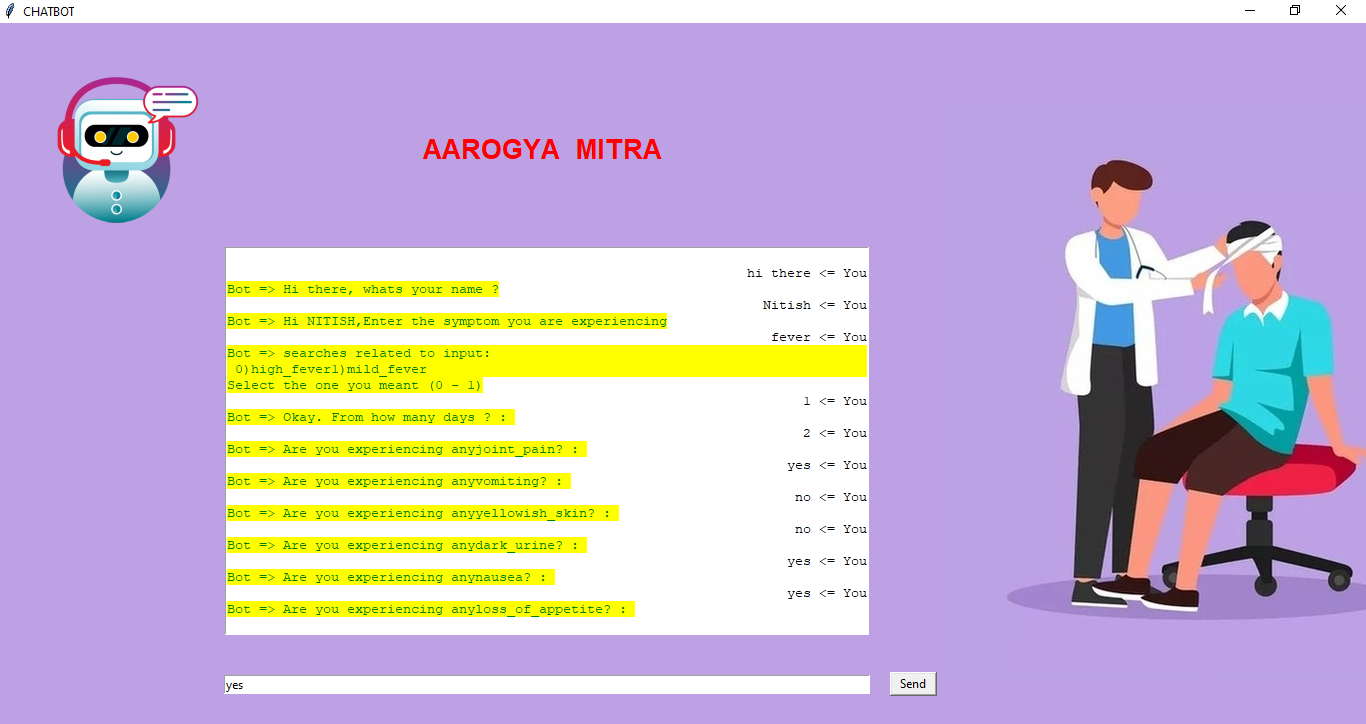 CHATBOT
AAROGYA MITRA
hi there <= You
Bot => Hi there, whats your name ?
Nitish <= You
Bot => Hi NITISH,Enter the symptom you are experiencing
fever <= You
Bot => searches related to input:
0)high_fever1)mild_fever
Select the one you meant (0 - 1)
1 <= You
Bot => Okay. From how many days ? :
2 <= You
Bot => Are you experiencing anyjoint_pain? :
yes <= You
Bot => Are you experiencing anyvomiting? :
no <= You
Bot => Are you experiencing anyyellowish_skin? :
no <= You
Bot => Are you experiencing anydark_urine? :
yes <= You
Bot => Are you experiencing anynausea? :
yes <= You
Bot => Are you experiencing anyloss_of_appetite? :
yes
Send